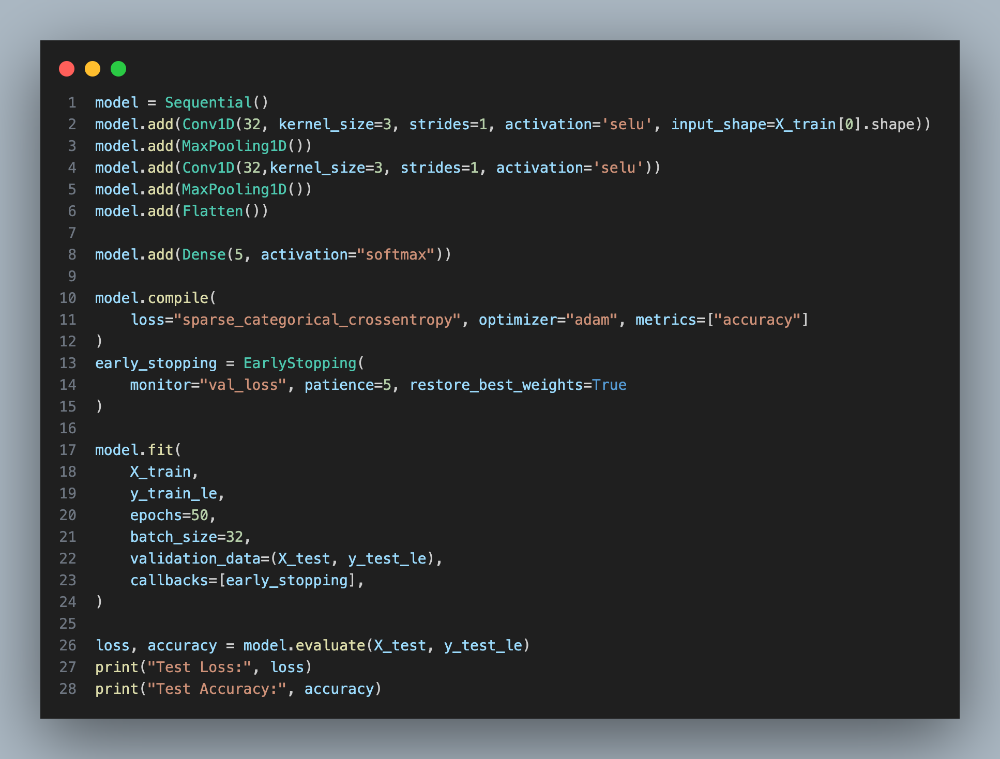 1 model = Sequential()
2 model.add(Conv1D(32, kernel_size=3, strides=1, activation='selu', input_shape=X_train[0].shape))
3 model.add(MaxPooling1D())
4 model.add(Conv1D(32,kernel_size=3, strides=1, activation='selu'))
5 model.add(MaxPooling1D())
6 model.add(Flatten())
7
8 model.add(Dense(5, activation="softmax"))
9
10 model.compile(
11     loss="sparse_categorical_crossentropy", optimizer="adam", metrics=["accuracy"]
12 )
13 early_stopping = EarlyStopping(
14     monitor="val_loss", patience=5, restore_best_weights=True
15 )
16
17 model.fit(
18     X_train,
19     y_train_le,
20     epochs=50,
21     batch_size=32,
22     validation_data=(X_test, y_test_le),
23     callbacks=[early_stopping],
24 )
25
26 loss, accuracy = model.evaluate(X_test, y_test_le)
27 print("Test Loss:", loss)
28 print("Test Accuracy:", accuracy)